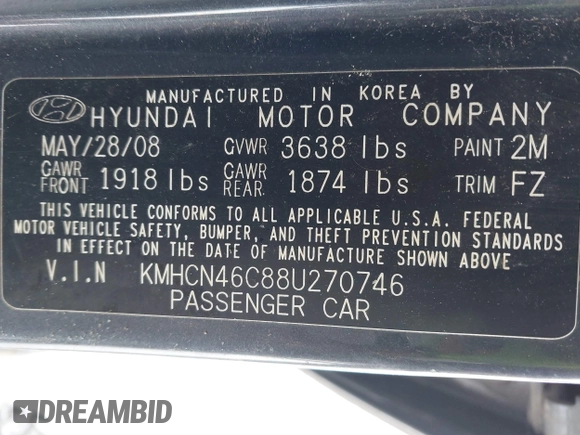 MANUFACTURED IN KOREA BY
HYUNDAI MOTOR COMPANY
MAY/28/08 GVWR 3638 lbs PAINT 2M
GAWR FRONT 1918 lbs GAWR REAR 1874 lbs TRIM FZ
THIS VEHICLE CONFORMS TO ALL APPLICABLE U.S.A. FEDERAL
MOTOR VEHICLE SAFETY, BUMPER, AND THEFT PREVENTION STANDARDS
IN EFFECT ON THE DATE OF MANUFACTURE SHOWN ABOVE
V.I.N KMHCN46C88U270746
PASSENGER CAR
DREAMBID